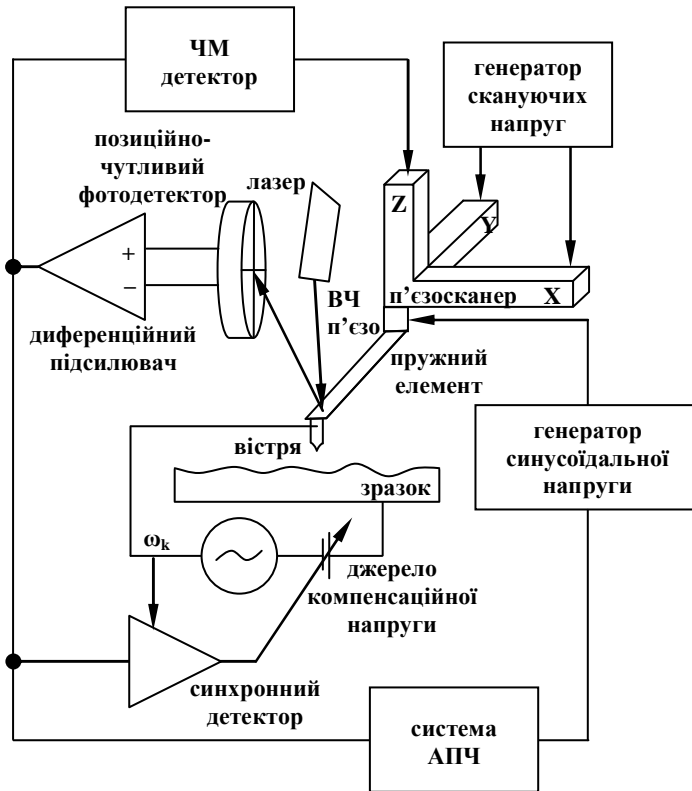 ЧМ
детектор
генератор
скануючих
напруг
позиційно-
чутливий
фотодетектор
лазер
Z
Y
X
+
−
ВЧ
п’єзо
п’єзосканер
диференційний
підсилювач
пружний
елемент
вістря
зразок
генератор
синусоїдальної
напруги
ωk
джерело
компенсаційної
напруги
синхронний
детектор
система
АПЧ